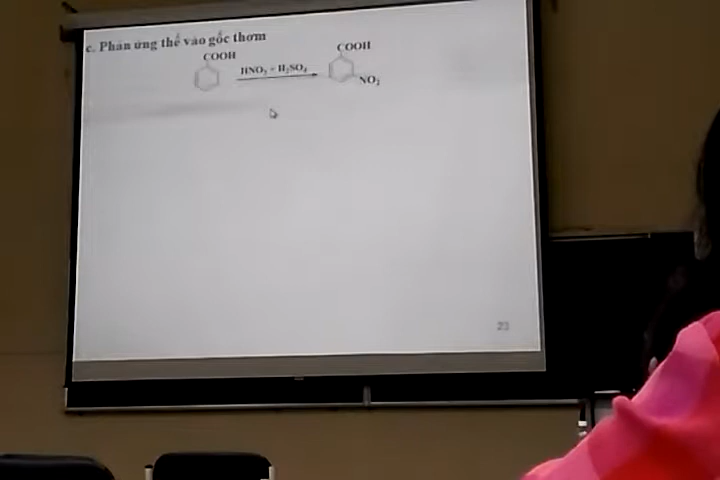 c. Phản ứng thế vào gốc thơm
COOH
COOH
HNO₃ + H₂SO₄
NO₂
23